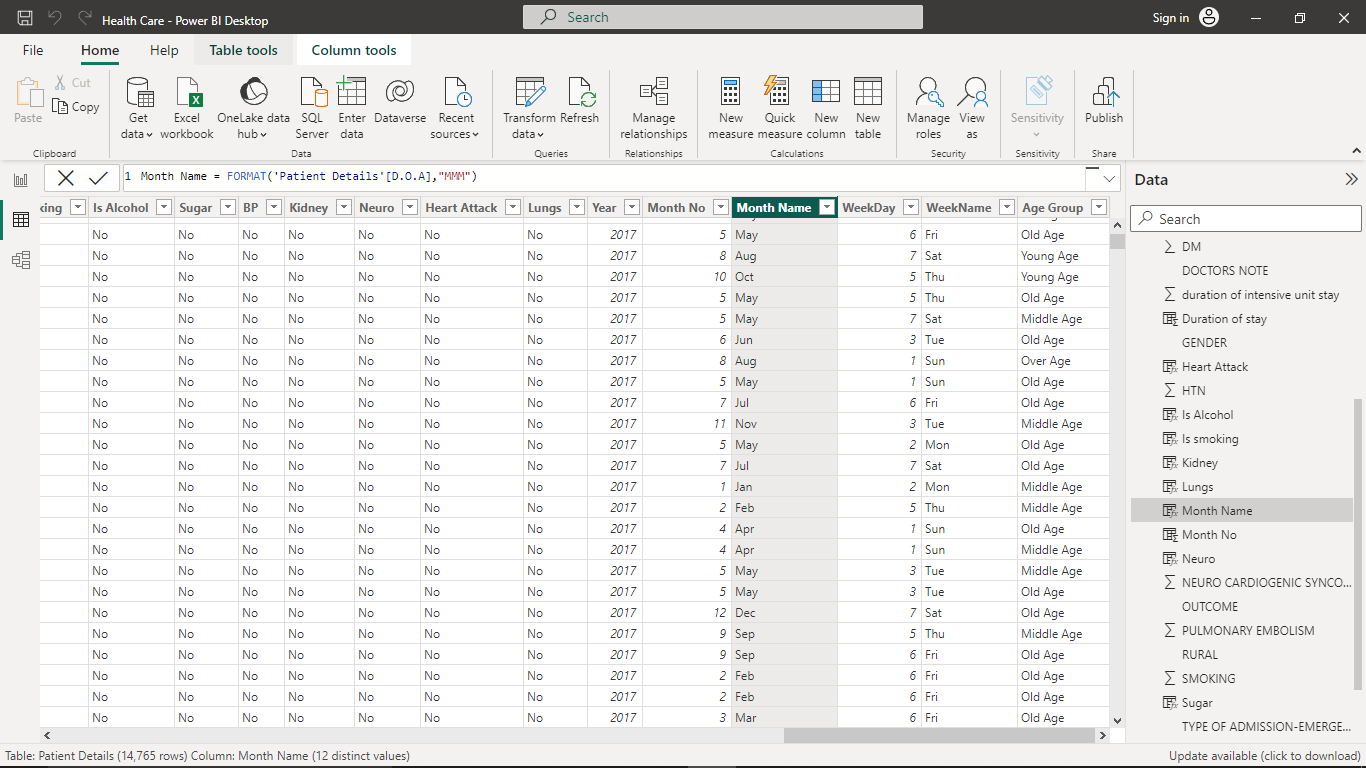 Health Care - Power BI Desktop
Search
Sign in
File Home Help Table tools Column tools
Paste
Cut
Copy
Get data
Excel workbook
OneLake data hub
SQL Server
Enter data
Dataverse
Recent sources
Transform data
Refresh
Manage relationships
New measure
Quick measure
New column
New table
Manage roles
View as
Sensitivity
Publish
Clipboard Data Queries Relationships Calculations Security Sensitivity Share
1 Month Name = FORMAT('Patient Details'[D.O.A],"MMM")
king Is Alcohol Sugar BP Kidney Neuro Heart Attack Lungs Year Month No Month Name WeekDay WeekName Age Group
No No No No No No No 2017 5 May 6 Fri Old Age
No No No No No No No 2017 8 Aug 7 Sat Young Age
No No No No No No No 2017 10 Oct 5 Thu Young Age
No No No No No No No 2017 5 May 5 Thu Old Age
No No No No No No No 2017 5 May 7 Sat Middle Age
No No No No No No No 2017 6 Jun 3 Tue Old Age
No No No No No No No 2017 8 Aug 1 Sun Over Age
No No No No No No No 2017 5 May 1 Sun Old Age
No No No No No No No 2017 7 Jul 6 Fri Old Age
No No No No No No No 2017 11 Nov 3 Tue Middle Age
No No No No No No No 2017 5 May 2 Mon Old Age
No No No No No No No 2017 7 Jul 7 Sat Old Age
No No No No No No No 2017 1 Jan 2 Mon Middle Age
No No No No No No No 2017 2 Feb 5 Thu Middle Age
No No No No No No No 2017 4 Apr 1 Sun Old Age
No No No No No No No 2017 4 Apr 1 Sun Middle Age
No No No No No No No 2017 5 May 3 Tue Middle Age
No No No No No No No 2017 5 May 3 Tue Old Age
No No No No No No No 2017 12 Dec 7 Sat Old Age
No No No No No No No 2017 9 Sep 5 Thu Middle Age
No No No No No No No 2017 9 Sep 6 Fri Old Age
No No No No No No No 2017 2 Feb 6 Fri Old Age
No No No No No No No 2017 2 Feb 6 Fri Old Age
No No No No No No No 2017 3 Mar 6 Fri Old Age
Data
Search
DM
DOCTORS NOTE
duration of intensive unit stay
Duration of stay
GENDER
Heart Attack
HTN
Is Alcohol
Is smoking
Kidney
Lungs
Month Name
Month No
Neuro
NEURO CARDIOGENIC SYNCO...
OUTCOME
PULMONARY EMBOLISM
RURAL
SMOKING
Sugar
TYPE OF ADMISSION-EMERGE...
Table: Patient Details (14,765 rows) Column: Month Name (12 distinct values)
Update available (click to download)